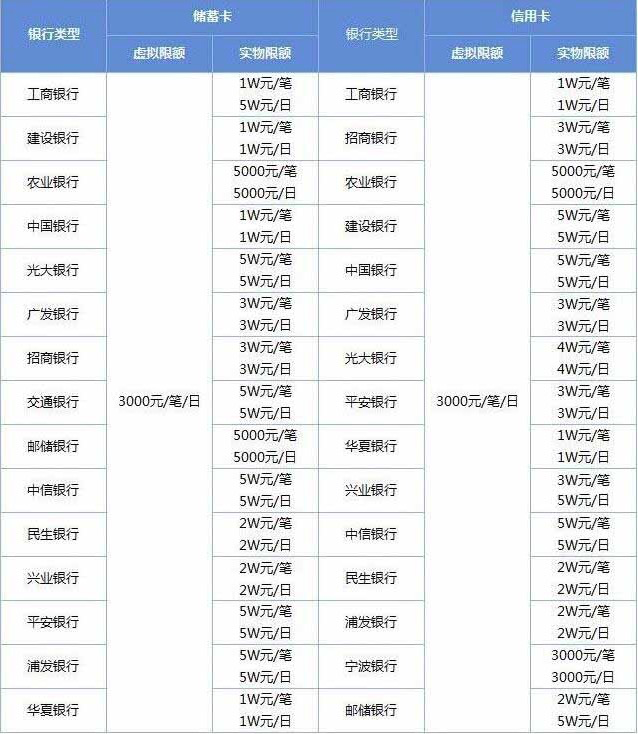 银行类型 储蓄卡 银行类型 信用卡
虚拟限额 实物限额 虚拟限额 实物限额
工商银行 1W元/笔 工商银行 1W元/笔
5W元/日 1W元/日
建设银行 1W元/笔 招商银行 3W元/笔
1W元/日 3W元/日
农业银行 5000元/笔 农业银行 5000元/笔
5000元/日 5000元/日
中国银行 1W元/笔 建设银行 5W元/笔
1W元/日 5W元/日
光大银行 5W元/笔 中国银行 5W元/笔
5W元/日 5W元/日
广发银行 3W元/笔 广发银行 3W元/笔
3W元/日 3W元/日
招商银行 3W元/笔 光大银行 4W元/笔
3W元/日 4W元/日
交通银行 3000元/笔/日 5W元/笔 平安银行 3000元/笔/日 3W元/笔
5W元/日 3W元/日
邮储银行 5000元/笔 华夏银行 1W元/笔
5000元/日 1W元/日
中信银行 5W元/笔 兴业银行 3W元/笔
5W元/日 5W元/日
民生银行 2W元/笔 中信银行 5W元/笔
2W元/日 5W元/日
兴业银行 2W元/笔 民生银行 2W元/笔
2W元/日 2W元/日
平安银行 5W元/笔 浦发银行 2W元/笔
5W元/日 2W元/日
浦发银行 5W元/笔 宁波银行 3000元/笔
5W元/日 3000元/日
华夏银行 1W元/笔 邮储银行 2W元/笔
1W元/日 5W元/日